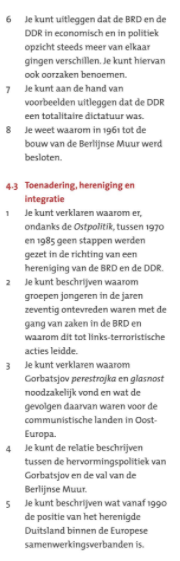 6 Je kunt uitleggen dat de BRD en de
DDR in economisch en in politiek
opzicht steeds meer van elkaar
gingen verschillen. Je kunt hiervan
ook oorzaken benoemen.
7 Je kunt aan de hand van
voorbeelden uitleggen dat de DDR
een totalitaire dictatuur was.
8 Je weet waarom in 1961 tot de
bouw van de Berlijnse Muur werd
besloten.
4.3 Toenadering, hereniging en
integratie
1 Je kunt verklaren waarom er,
ondanks de Ostpolitik, tussen 1970
en 1985 geen stappen werden
gezet in de richting van een
hereniging van de BRD en de DDR.
2 Je kunt beschrijven waarom
groepen jongeren in de jaren
zeventig ontevreden waren met de
gang van zaken in de BRD en
waarom dit tot links-terroristische
acties leidde.
3 Je kunt verklaren waarom
Gorbatsjov perestrojka en glasnost
noodzakelijk vond en wat de
gevolgen daarvan waren voor de
communistische landen in Oost-
Europa.
4 Je kunt de relatie beschrijven
tussen de hervormingspolitiek van
Gorbatsjov en de val van de
Berlijnse Muur.
5 Je kunt beschrijven wat vanaf 1990
de positie van het herenigde
Duitsland binnen de Europese
samenwerkingsverbanden is.